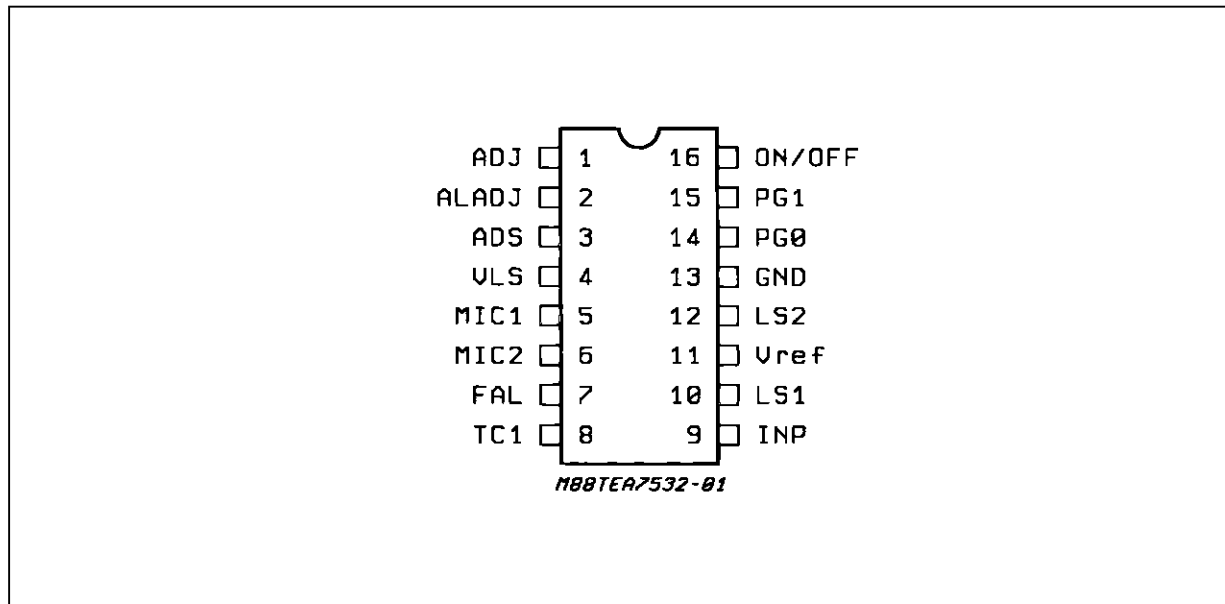 ADJ 1 16 ON/OFF
ALADJ 2 15 PG1
ADS 3 14 PG0
VLS 4 13 GND
MIC1 5 12 LS2
MIC2 6 11 Vref
FAL 7 10 LS1
TC1 8 9 INP
M88TEA7532-01